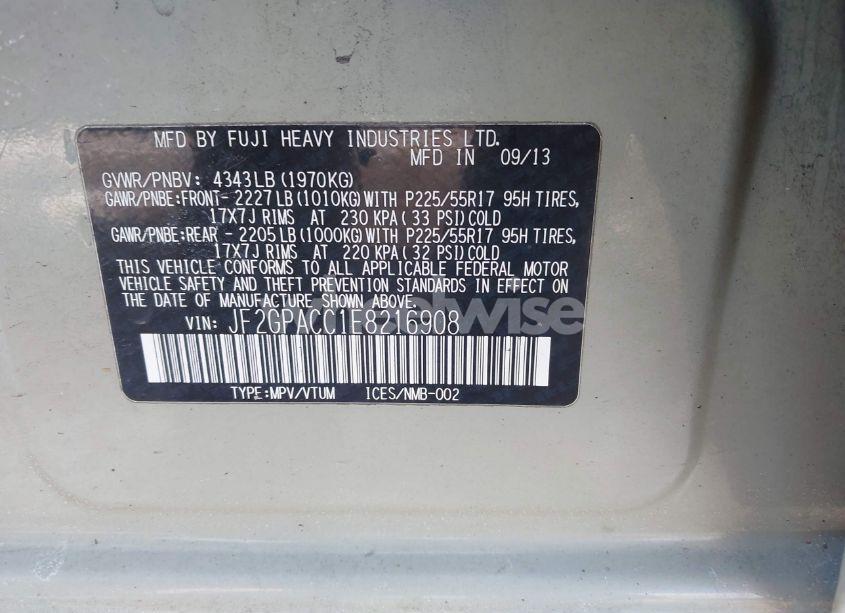 MFD BY FUJI HEAVY INDUSTRIES LTD.
MFD IN 09/13
GVWR/PNBV: 4343LB (1970KG)
GAWR/PNBE:FRONT- 2227LB (1010KG) WITH P225/55R17 95H TIRES,
17X7J RIMS AT 230 KPA( 33 PSI)COLD
GAWR/PNBE:REAR - 2205LB (1000KG) WITH P225/55R17 95H TIRES,
17X7J RIMS AT 220 KPA( 32 PSI)COLD
THIS VEHICLE CONFORMS TO ALL APPLICABLE FEDERAL MOTOR
VEHICLE SAFETY AND THEFT PREVENTION STANDARDS IN EFFECT ON
THE DATE OF MANUFACTURE SHOWN ABOVE.
VIN: JF2GPACC1E8216908
TYPE:MPV/VTUM ICES/NMB-002